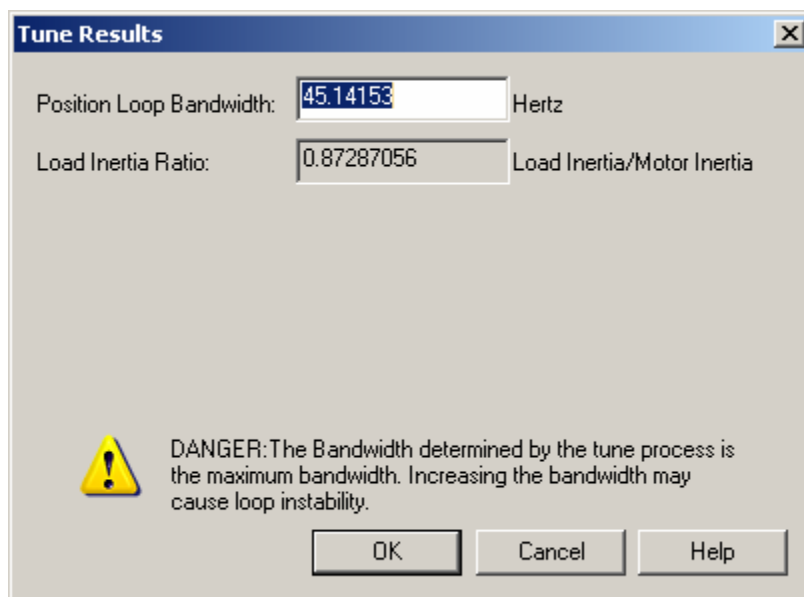 Tune Results
Position Loop Bandwidth: 45.14153 Hertz
Load Inertia Ratio: 0.87287056 Load Inertia/Motor Inertia
DANGER:The Bandwidth determined by the tune process is
the maximum bandwidth. Increasing the bandwidth may
cause loop instability.
OK Cancel Help